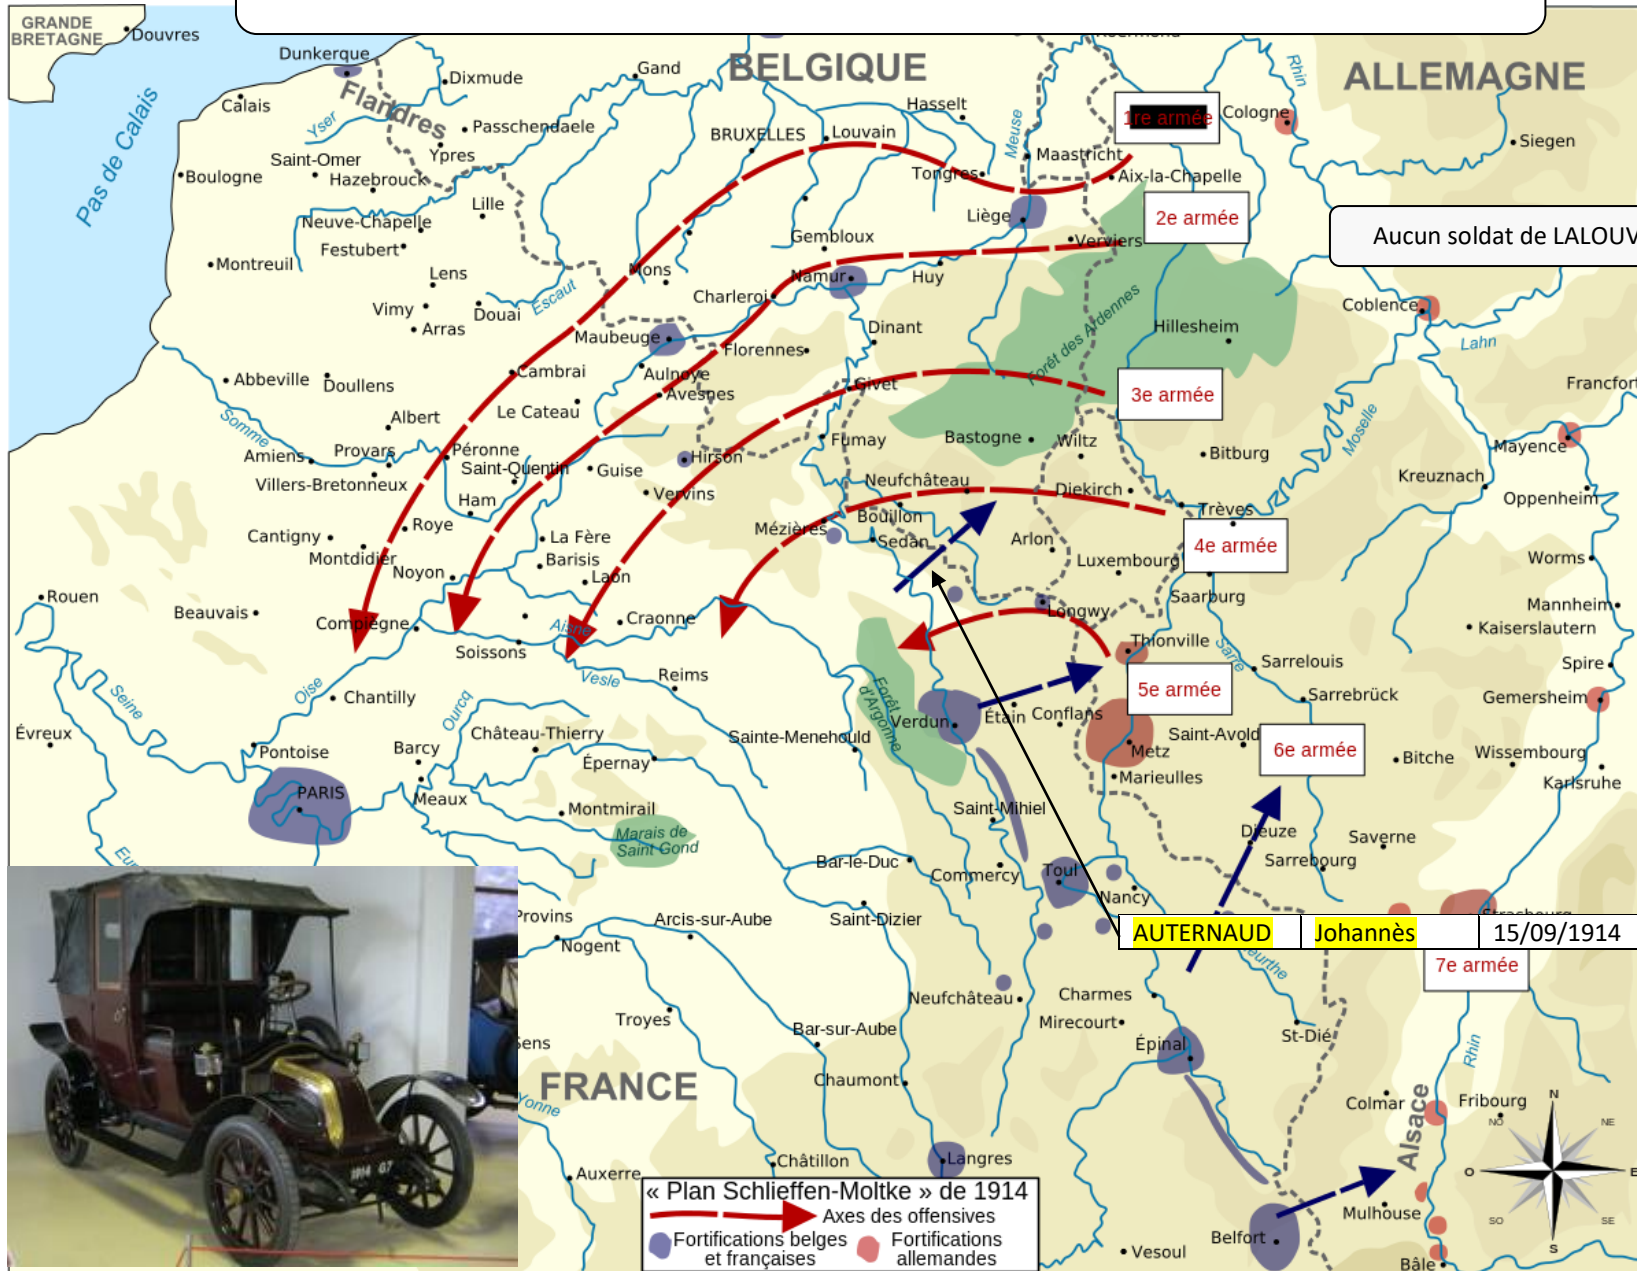 GRANDE
BRETAGNE
Douvres
Pas de Calais
Dunkerque
Calais
Flandres
Yser
Dixmude
Gand
BELGIQUE
Passchendaele
Ypres
Saint-Omer
Hazebrouck
Boulogne
Lille
Neuve-Chapelle
Festubert
Montreuil
Lens
Vimy
Douai
Arras
Escaut
Mons
Charleroi
BRUXELLES
Louvain
Hasselt
Tongres
Meuse
Maastricht
Aix-la-Chapelle
1re armée
Cologne
Rhin
ALLEMAGNE
Siegen
Liège
2e armée
Verviers
Gembloux
Namur
Huy
Aucun soldat de LALOUV
Coblence
Lahn
Francfort
Hillesheim
Forêt des Ardennes
Dinant
Maubeuge
Florennes
Aulnoye
Avesnes
Cambrai
Le Cateau
Givet
3e armée
Abbeville
Doullens
Albert
Somme
Amiens
Provars
Péronne
Saint-Quentin
Villers-Bretonneux
Ham
Guise
Hirson
Vervins
Fumay
Bastogne
Wiltz
Bitburg
Moselle
Mayence
Kreuznach
Oppenheim
Neufchâteau
Diekirch
Trèves
Bouillon
Mézières
Sedan
Arlon
Luxembourg
4e armée
Saarburg
Worms
Cantigny
Montdidier
Roye
Noyon
La Fère
Barisis
Laon
Rouen
Beauvais
Compiègne
Craonne
Aisne
Soissons
Longwy
Thionville
Sarre
Sarrelouis
Mannheim
Kaiserslautern
Spire
Sarrebrück
Gemersheim
5e armée
Seine
Oise
Chantilly
Ourcq
Vesle
Reims
Forêt
d'Argonne
Verdun
Étain
Conflans
Metz
Saint-Avold
6e armée
Bitche
Wissembourg
Karlsruhe
Évreux
Pontoise
Barcy
Château-Thierry
Sainte-Menehould
Épernay
Marieulles
PARIS
Meaux
Montmirail
Marais de
Saint Gond
Saint-Mihiel
Dieuze
Saverne
Sarrebourg
Eur
Bar-le-Duc
Commercy
Toul
Nancy
Strasbourg
Provins
Nogent
Arcis-sur-Aube
Saint-Dizier
AUTERNAUD Johannès 15/09/1914
eurthe
7e armée
Neufchâteau
Charmes
Mirecourt
St-Dié
Troyes
Bar-sur-Aube
Sens
Épinal
Rhin
FRANCE
Chaumont
Yonne
Colmar
Fribourg
Alsace
N
NO
NE
O
E
SO
SE
S
1914 G7
Auxerre
Châtillon
Langres
« Plan Schlieffen-Moltke » de 1914
Axes des offensives
Fortifications belges
et françaises
Fortifications
allemandes
Vesoul
Belfort
Mulhouse
Bâle